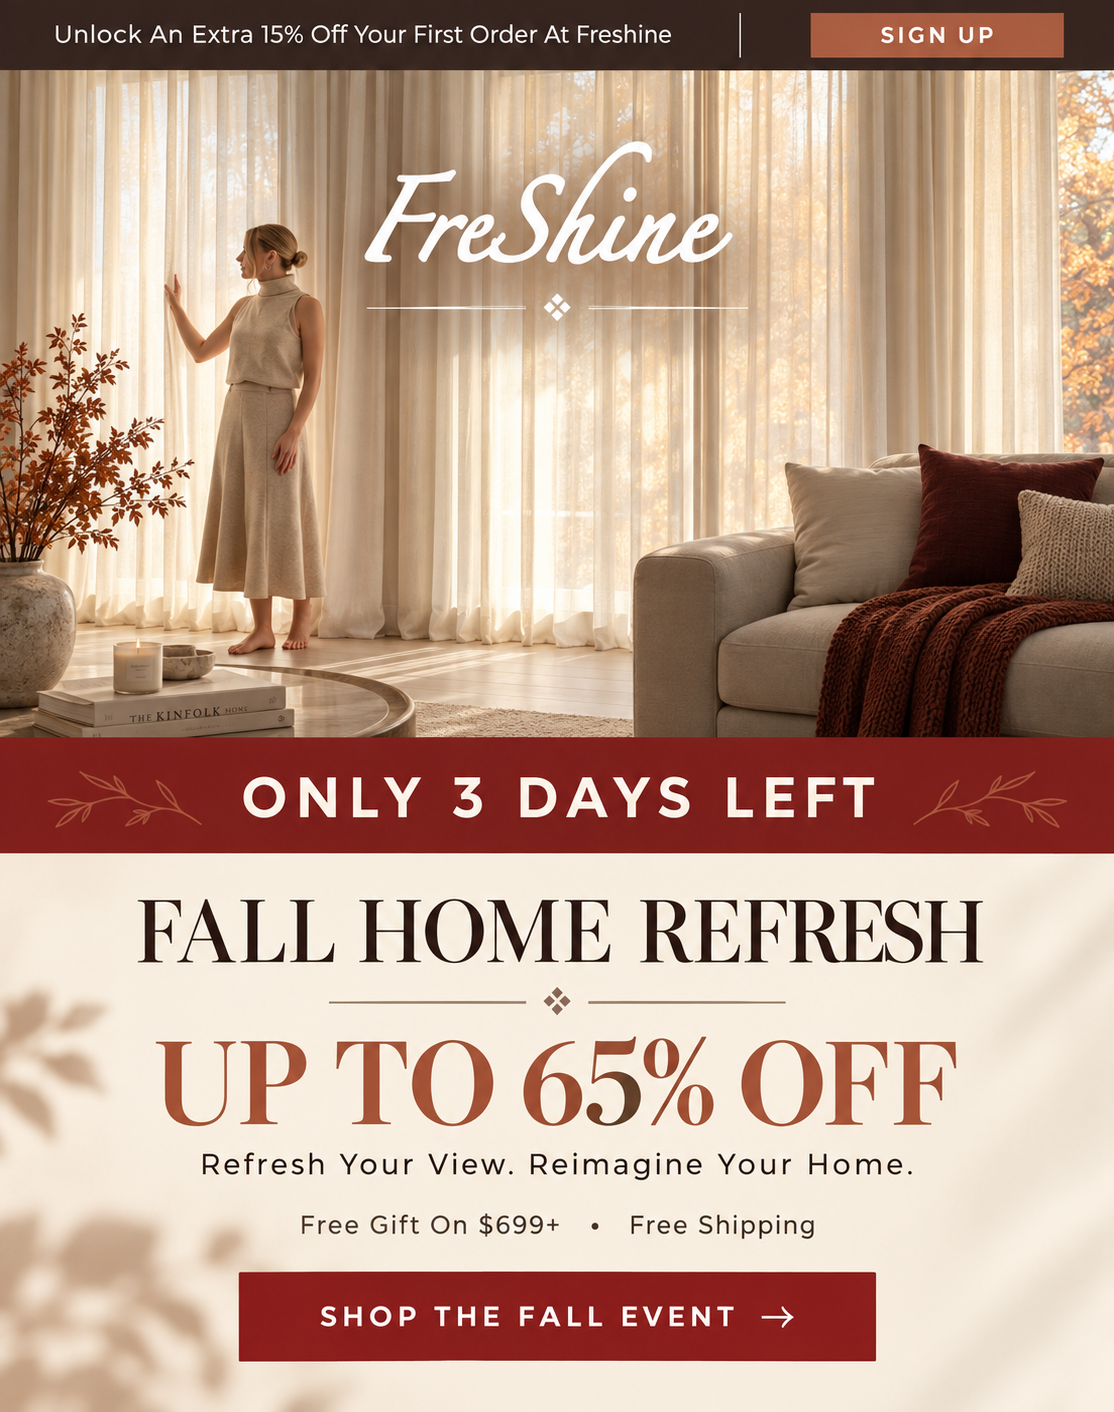 Unlock An Extra 15% Off Your First Order At Freshine
SIGN UP
FreShine
THE KINFOLK HOME
ONLY 3 DAYS LEFT
FALL HOME REFRESH
UP TO 65% OFF
Refresh Your View. Reimagine Your Home.
Free Gift On $699+ • Free Shipping
SHOP THE FALL EVENT →